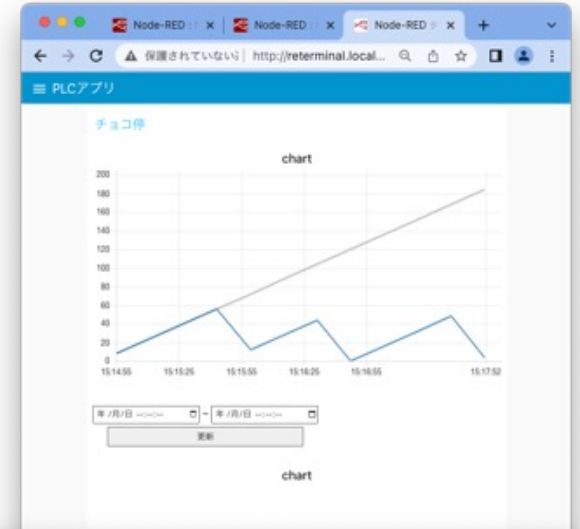 Node-RED : Node-RED : Node-RED
保護されていない http://reterminal.local...
PLCアプリ
チョコ停
chart
200
180
160
140
120
100
80
60
40
20
0
15:14:55 15:15:25 15:15:55 15:16:25 15:16:55 15:17:52
年 /月/日 --:--:-- ~ 年 /月/日 --:--:--
更新
chart